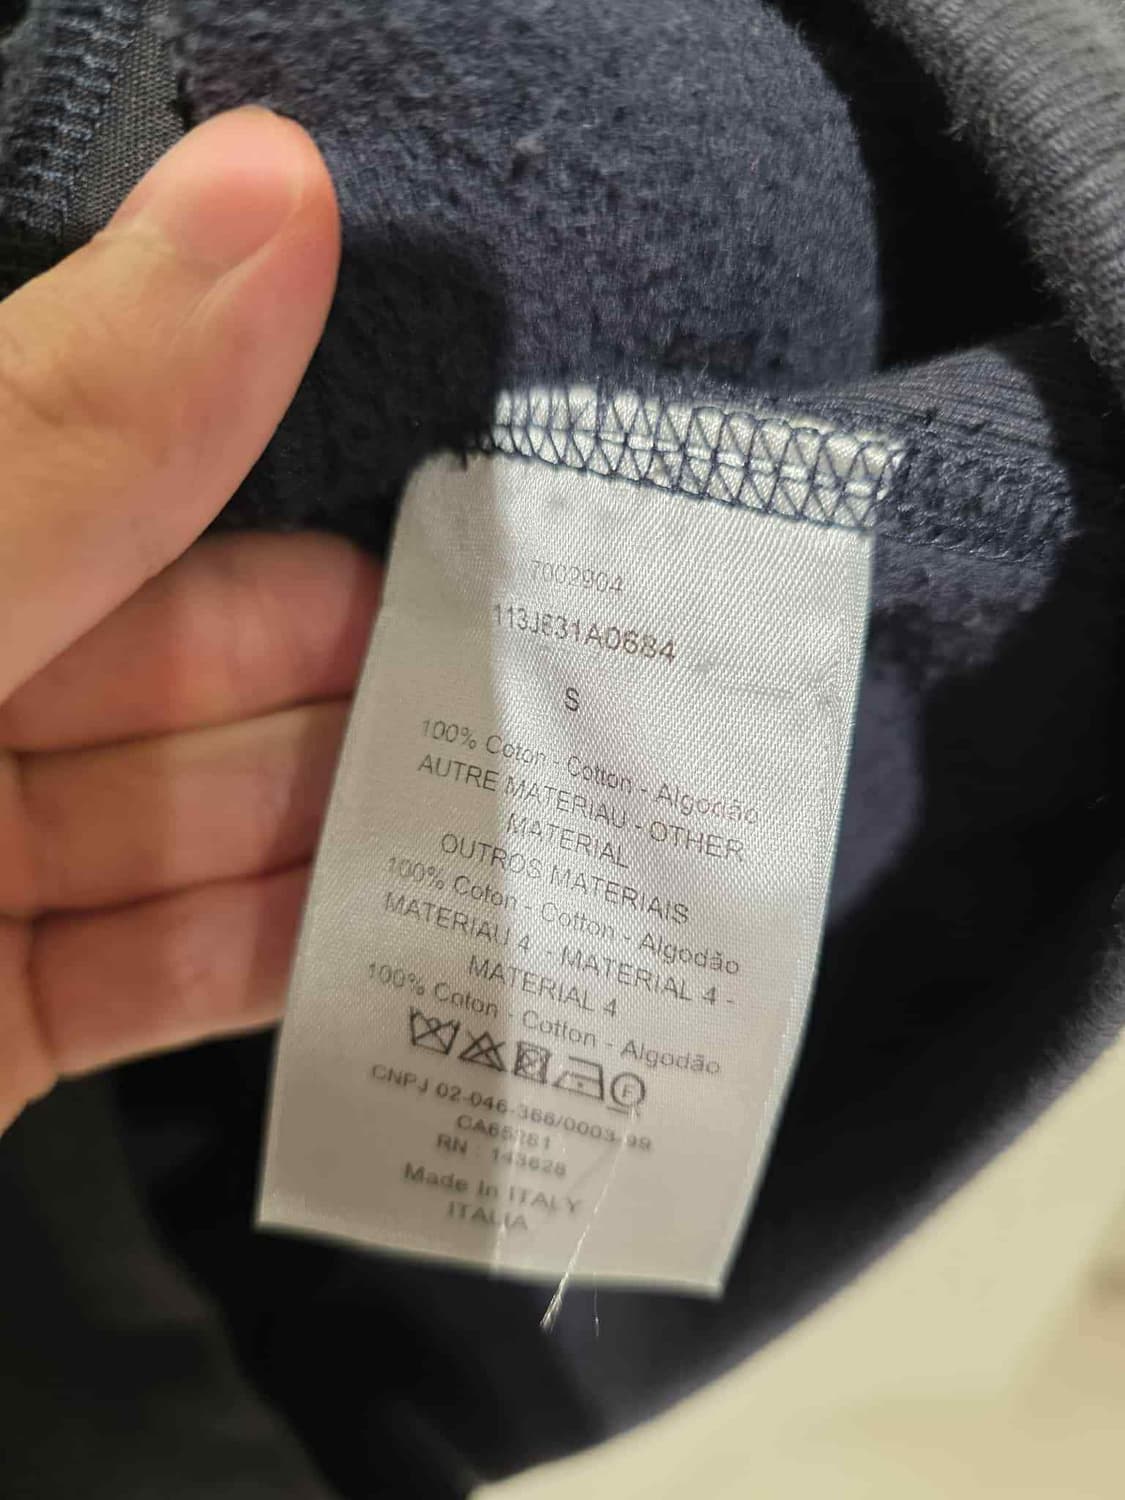 7002904
113J631A0684
S
100% Coton - Cotton - Algodão
AUTRE MATERIAU - OTHER
MATERIAL
OUTROS MATERIAIS
100% Coton - Cotton - Algodão
MATERIAU 4 - MATERIAL 4 -
MATERIAL 4
100% Coton - Cotton - Algodão
F
CNPJ 02-046-366/0003-99
CA65281
RN : 143628
Made in ITALY
ITALIA